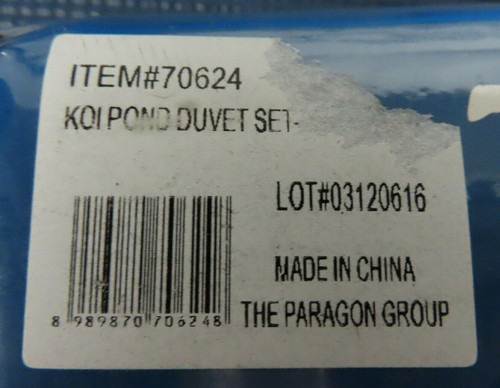 ITEM#70624
KOI POND DUVET SET-
LOT#03120616
MADE IN CHINA
8 989870 706248
THE PARAGON GROUP